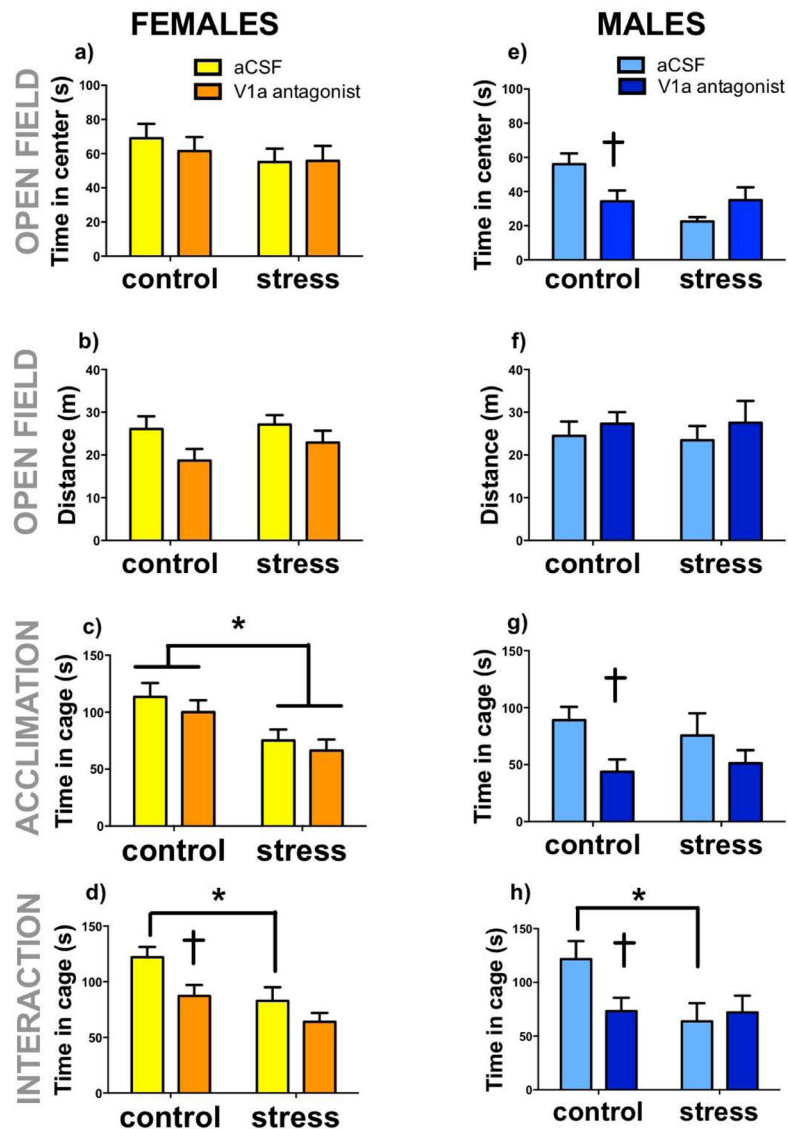 FEMALES
a)
aCSF
V1a antagonist
OPEN FIELD
Time in center (s)
100
80
60
40
20
0
control stress
MALES
e)
aCSF
V1a antagonist
Time in center (s)
100
80
60
40
20
0
†
control stress
b)
OPEN FIELD
Distance (m)
40
30
20
10
0
control stress
f)
Distance (m)
40
30
20
10
0
control stress
c)
ACCLIMATION
Time in cage (s)
150
100
50
0
*
control stress
g)
Time in cage (s)
150
100
50
0
†
control stress
d)
INTERACTION
Time in cage (s)
150
100
50
0
*
†
control stress
h)
Time in cage (s)
150
100
50
0
*
†
control stress